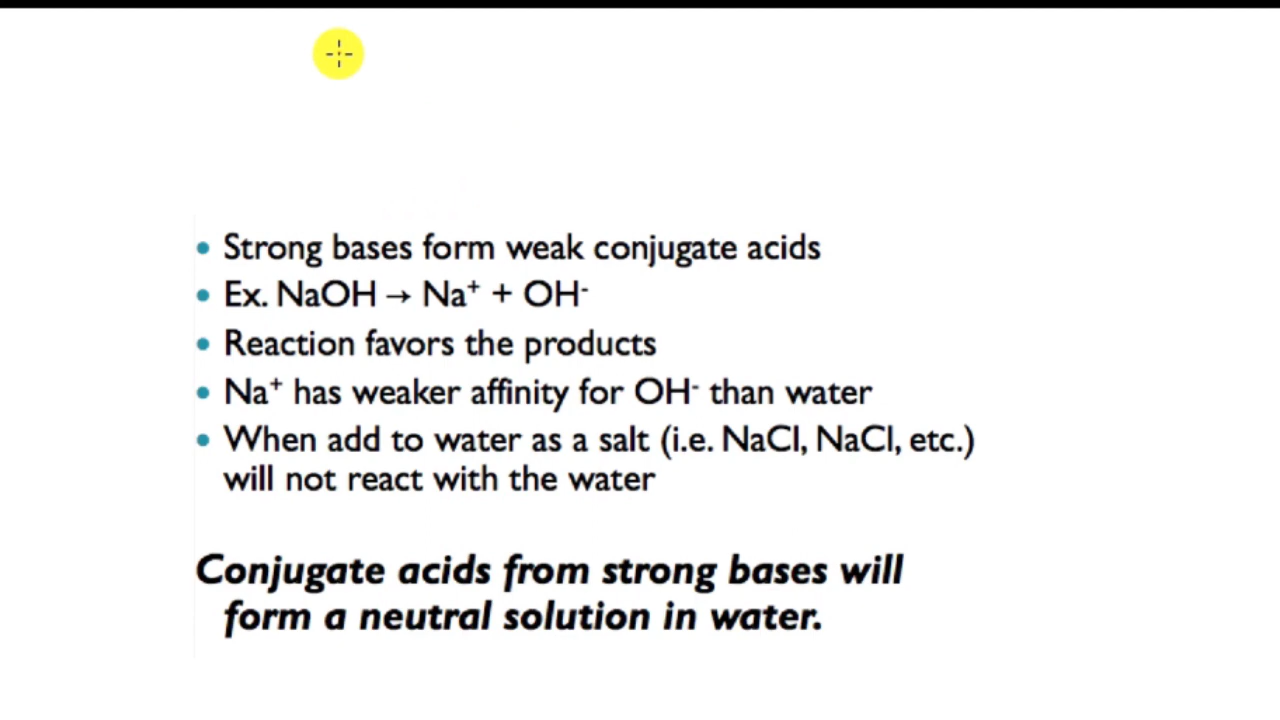 • Strong bases form weak conjugate acids
• Ex. NaOH → Na⁺ + OH⁻
• Reaction favors the products
• Na⁺ has weaker affinity for OH⁻ than water
• When add to water as a salt (i.e. NaCl, NaCl, etc.)
will not react with the water
Conjugate acids from strong bases will
form a neutral solution in water.